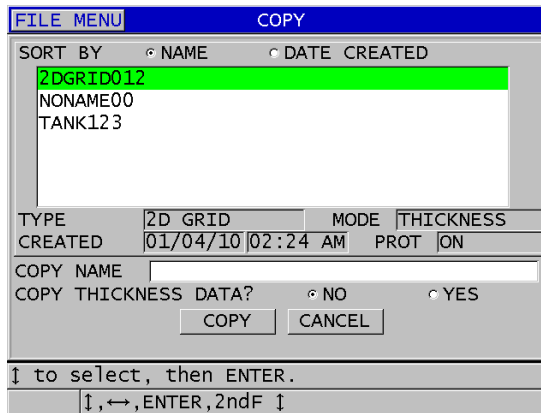 FILE MENU COPY
SORT BY NAME DATE CREATED
2DGRID012
NONAME00
TANK123
TYPE 2D GRID MODE THICKNESS
CREATED 01/04/10 02:24 AM PROT ON
COPY NAME
COPY THICKNESS DATA? NO YES
COPY CANCEL
↕ to select, then ENTER.
↕,↔,ENTER,2ndF ↕